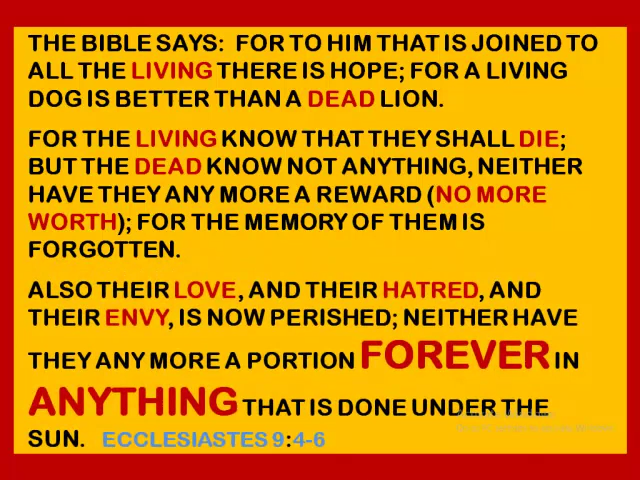 THE BIBLE SAYS: FOR TO HIM THAT IS JOINED TO
ALL THE LIVING THERE IS HOPE; FOR A LIVING
DOG IS BETTER THAN A DEAD LION.
FOR THE LIVING KNOW THAT THEY SHALL DIE;
BUT THE DEAD KNOW NOT ANYTHING, NEITHER
HAVE THEY ANY MORE A REWARD (NO MORE
WORTH); FOR THE MEMORY OF THEM IS
FORGOTTEN.
ALSO THEIR LOVE, AND THEIR HATRED, AND
THEIR ENVY, IS NOW PERISHED; NEITHER HAVE
THEY ANY MORE A PORTION FOREVER IN
ANYTHING THAT IS DONE UNDER THE
SUN. ECCLESIASTES 9:4-6